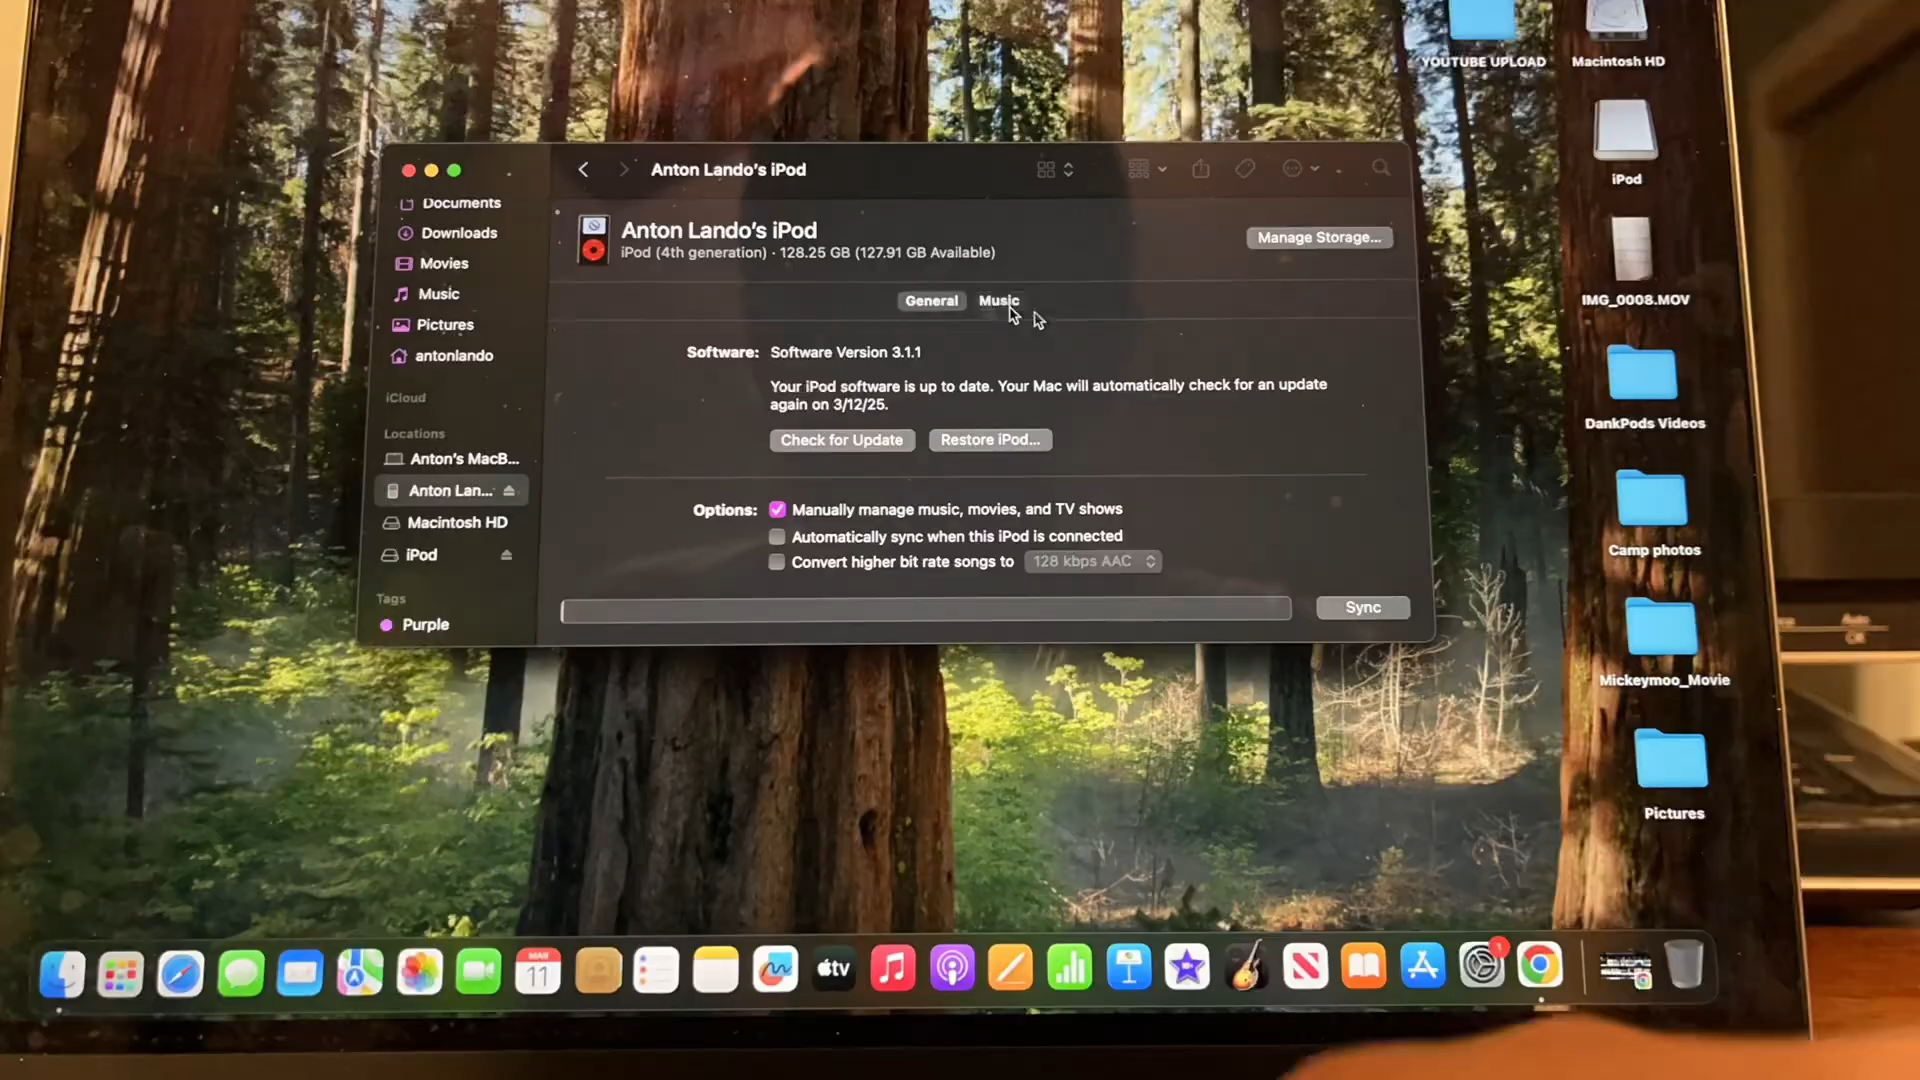 YOUTUBE UPLOAD
Macintosh HD
iPod
IMG_0008.MOV
DankPods Videos
Camp photos
Mickeymoo_Movie
Pictures
Anton Lando's iPod
Documents
Downloads
Movies
Music
Pictures
antonlando
iCloud
Locations
Anton's MacB...
Anton Lan...
Macintosh HD
iPod
Tags
Purple
Anton Lando's iPod
iPod (4th generation) · 128.25 GB (127.91 GB Available)
Manage Storage...
General Music
Software: Software Version 3.1.1
Your iPod software is up to date. Your Mac will automatically check for an update
again on 3/12/25.
Check for Update Restore iPod...
Options: Manually manage music, movies, and TV shows
Automatically sync when this iPod is connected
Convert higher bit rate songs to 128 kbps AAC
Sync
MAR
11
tv
1